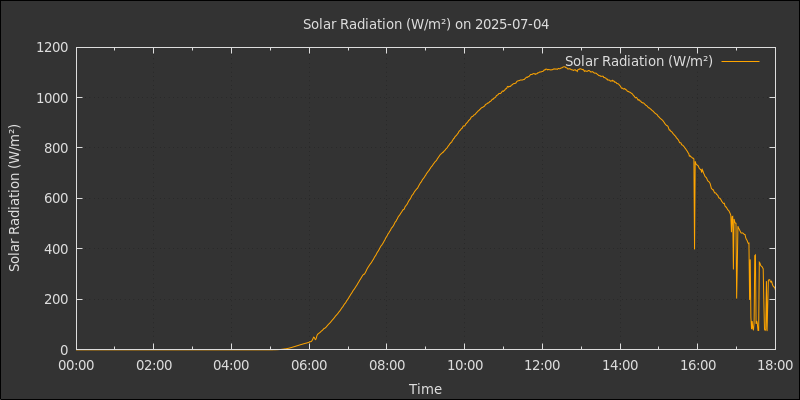 Solar Radiation (W/m²) on 2025-07-04
Solar Radiation (W/m²)
Solar Radiation (W/m²)
1200
1000
800
600
400
200
0
00:00 02:00 04:00 06:00 08:00 10:00 12:00 14:00 16:00 18:00
Time